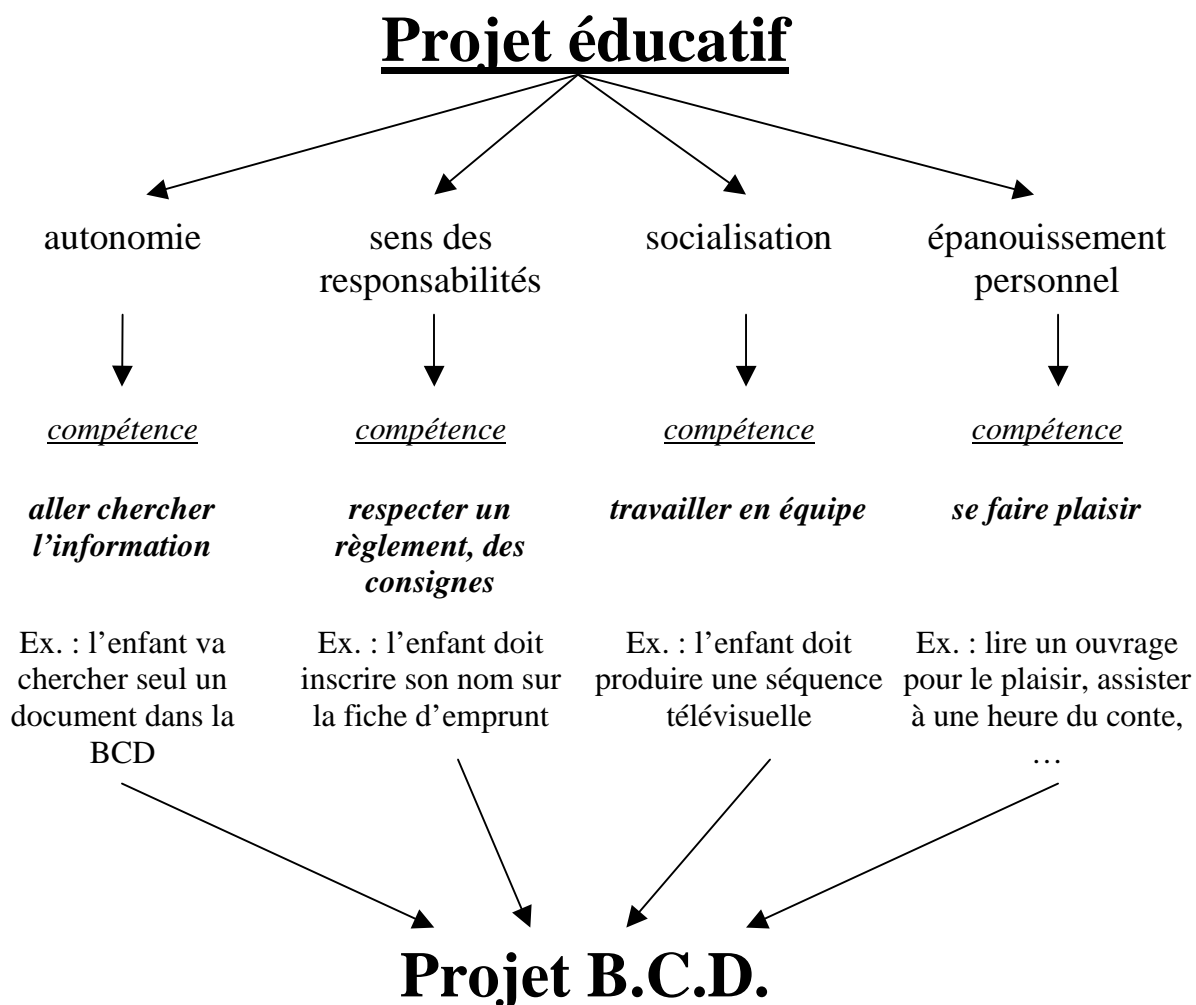 Projet éducatif
autonomie
sens des
responsabilités
socialisation
épanouissement
personnel
compétence
compétence
compétence
compétence
aller chercher
l’information
respecter un
règlement, des
consignes
travailler en équipe
se faire plaisir
Ex. : l’enfant va
chercher seul un
document dans la
BCD
Ex. : l’enfant doit
inscrire son nom sur
la fiche d’emprunt
Ex. : l’enfant doit
produire une séquence
télévisuelle
Ex. : lire un ouvrage
pour le plaisir, assister
à une heure du conte,
…
Projet B.C.D.